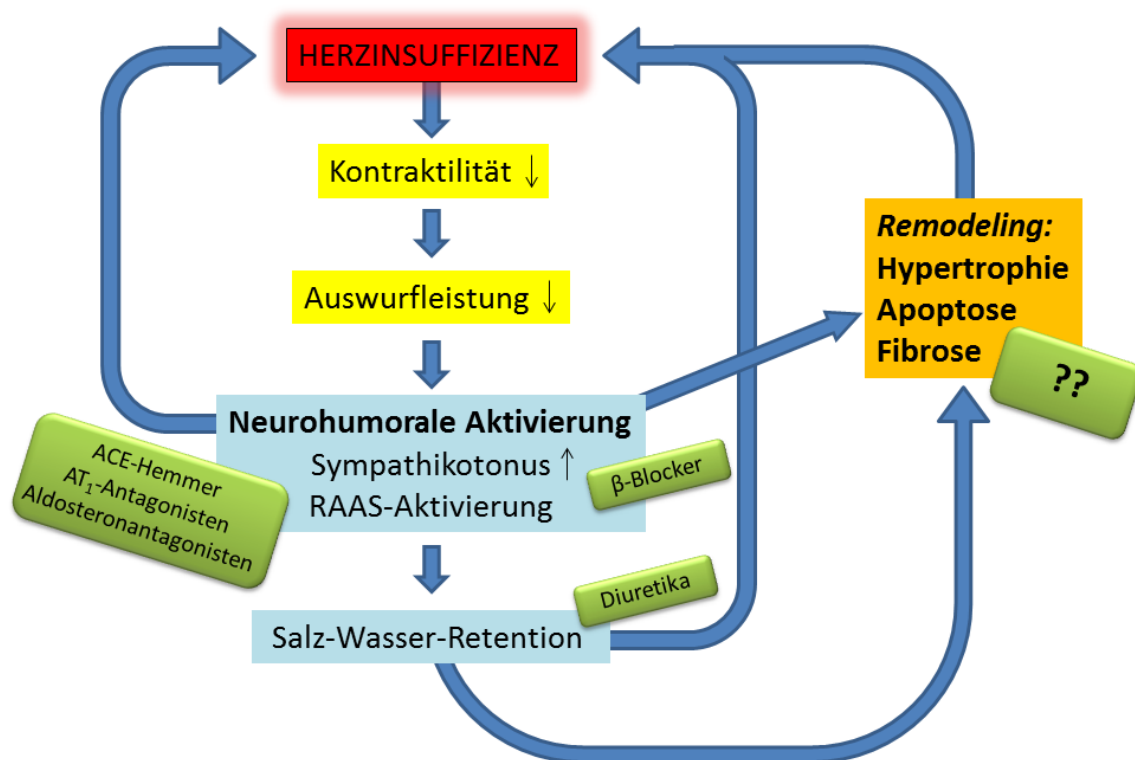 HERZINSUFFIZIENZ
Kontraktilität ↓
Auswurfleistung ↓
Neurohumorale Aktivierung
Sympathikotonus ↑
RAAS-Aktivierung
ACE-Hemmer
AT₁-Antagonisten
Aldosteronantagonisten
β-Blocker
Diuretika
Salz-Wasser-Retention
Remodeling:
Hypertrophie
Apoptose
Fibrose
??